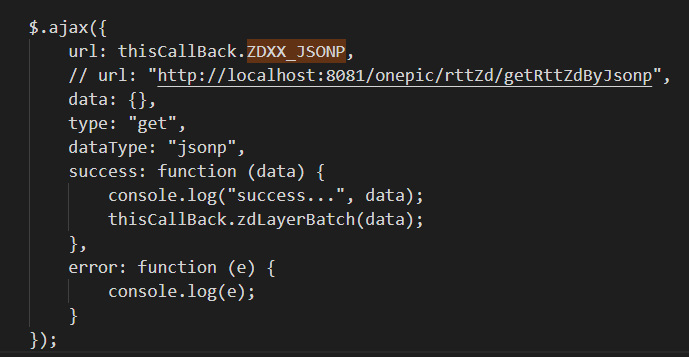 $.ajax({
url: thisCallBack.ZDXX_JSONP,
// url: "http://localhost:8081/onepic/rttZd/getRttZdByJsonp",
data: {},
type: "get",
dataType: "jsonp",
success: function (data) {
console.log("success...", data);
thisCallBack.zdLayerBatch(data);
},
error: function (e) {
console.log(e);
}
});